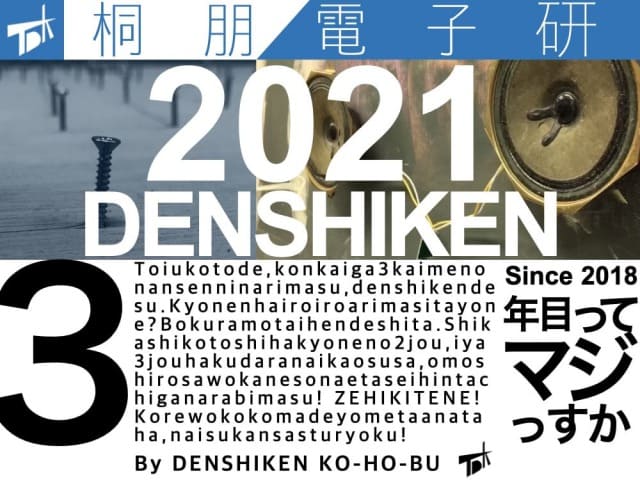 TDK
桐朋電子研
2021
DENSHIKEN
3
Toiukotode,konkaiga3kaimeno
nansenninarimasu,denshikende
su.Kyonenhairoiroarimasitayon
e?Bokuramotaihendeshita.Shik
ashikotoshihakyoneno2jou,iya
3jouhakudaranaikaosusa,omos
hirosawokanesonaetaseihintac
higanarabimasu! ZEHIKITENE!
Korewokokomadeyometaanata
ha,naisukansasturyoku!
By DENSHIKEN KO-HO-BU
TDK
Since 2018
年目って
マジ
っすか